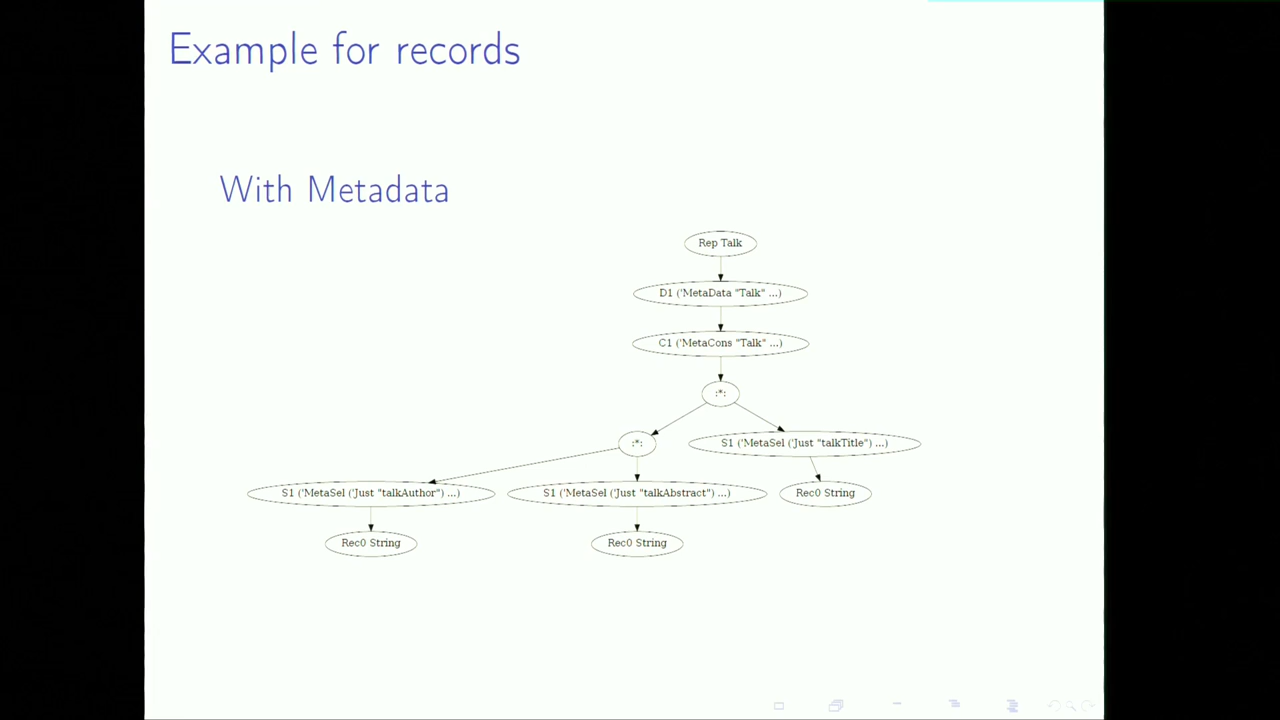 Example for records
With Metadata
Rep Talk
D1 ('MetaData "Talk" ...)
C1 ('MetaCons "Talk" ...)
:*:
:*:
S1 ('MetaSel ('Just "talkTitle") ...)
S1 ('MetaSel ('Just "talkAuthor") ...)
S1 ('MetaSel ('Just "talkAbstract") ...)
Rec0 String
Rec0 String
Rec0 String